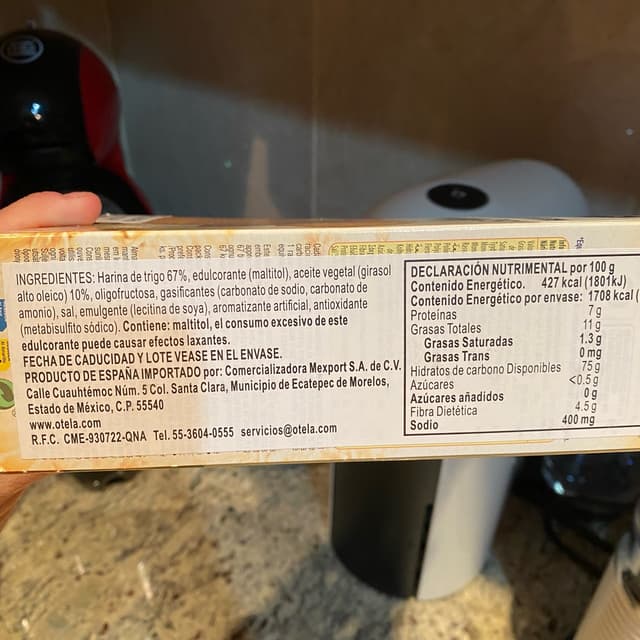 INGREDIENTES: Harina de trigo 67%, edulcorante (maltitol), aceite vegetal (girasol
alto oleico) 10%, oligofructosa, gasificantes (carbonato de sodio, carbonato de
amonio), sal, emulgente (lecitina de soya), aromatizante artificial, antioxidante
(metabisulfito sódico). Contiene: maltitol, el consumo excesivo de este
edulcorante puede causar efectos laxantes.
FECHA DE CADUCIDAD Y LOTE VEASE EN EL ENVASE.
PRODUCTO DE ESPAÑA IMPORTADO por: Comercializadora Mexport S.A. de C.V.
Calle Cuauhtémoc Núm. 5 Col. Santa Clara, Municipio de Ecatepec de Morelos,
Estado de México, C.P. 55540
www.otela.com
R.F.C. CME-930722-QNA Tel. 55-3604-0555 servicios@otela.com
DECLARACIÓN NUTRIMENTAL por 100 g
Contenido Energético. 427 kcal (1801kJ)
Contenido Energético por envase: 1708 kcal (
Proteínas 7 g
Grasas Totales 11 g
Grasas Saturadas 1.3 g
Grasas Trans 0 mg
Hidratos de carbono Disponibles 75 g
Azúcares <0.5 g
Azúcares añadidos 0 g
Fibra Dietética 4.5 g
Sodio 400 mg